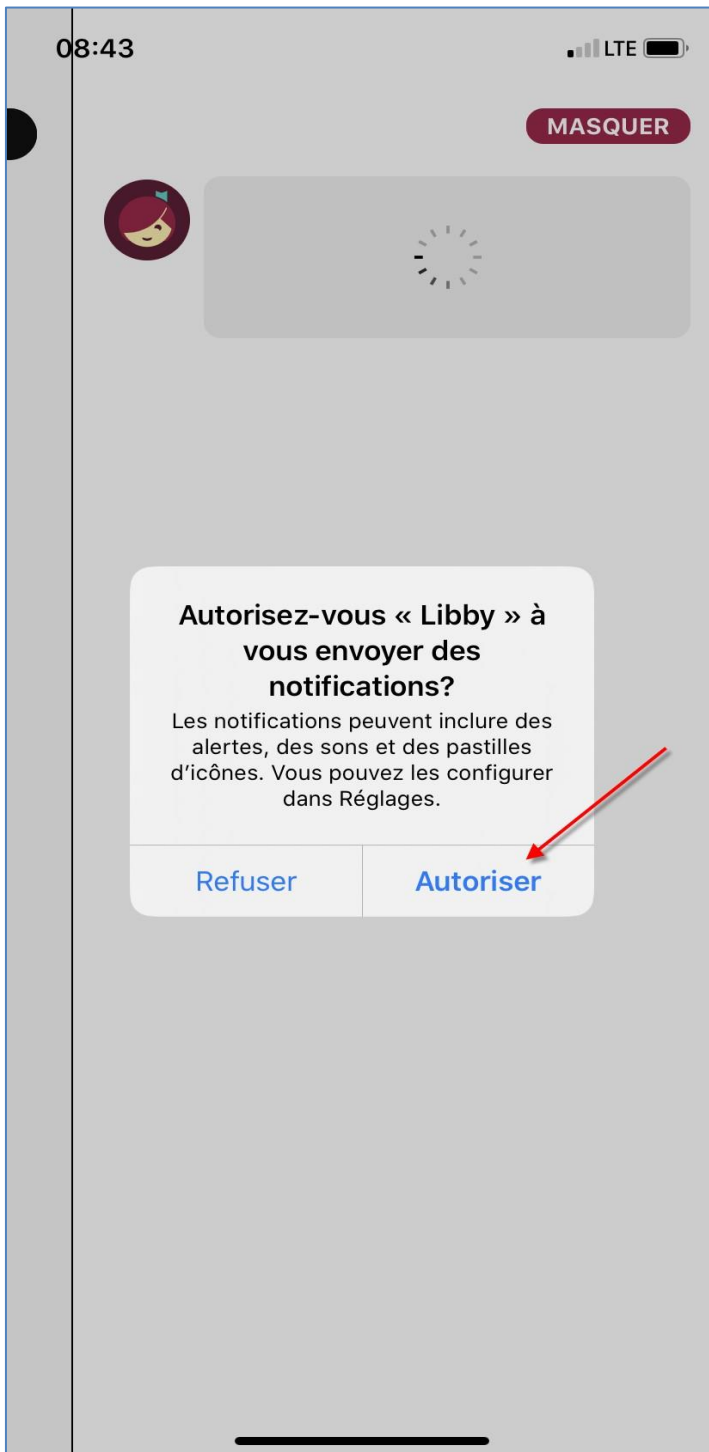 08:43 LTE
MASQUER
Autorisez-vous « Libby » à
vous envoyer des
notifications?
Les notifications peuvent inclure des
alertes, des sons et des pastilles
d’icônes. Vous pouvez les configurer
dans Réglages.
Refuser Autoriser